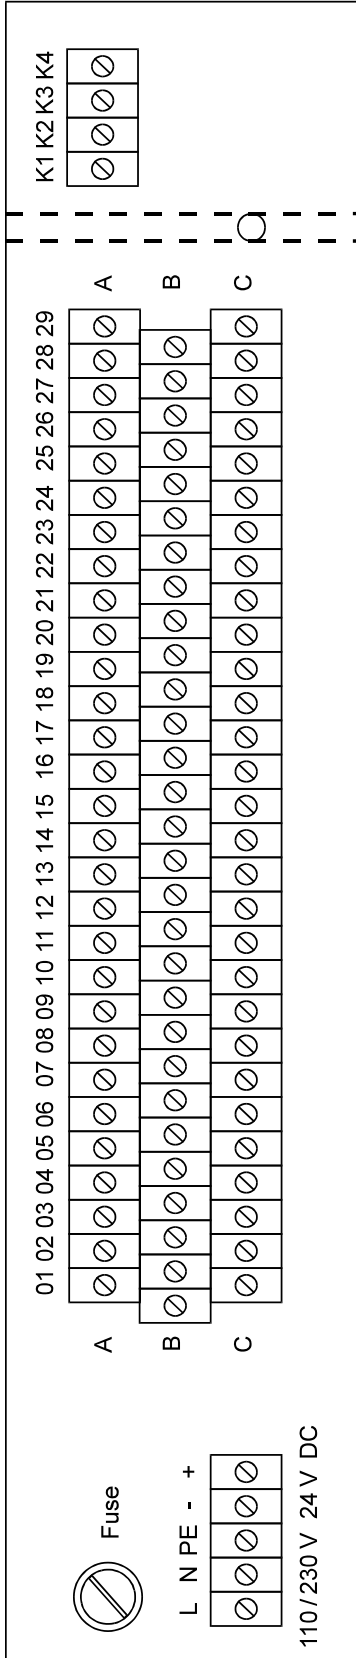 K1 K2 K3 K4
A
B
C
01 02 03 04 05 06 07 08 09 10 11 12 13 14 15 16 17 18 19 20 21 22 23 24 25 26 27 28 29
A
B
C
Fuse
L N PE - +
110 / 230 V 24 V DC